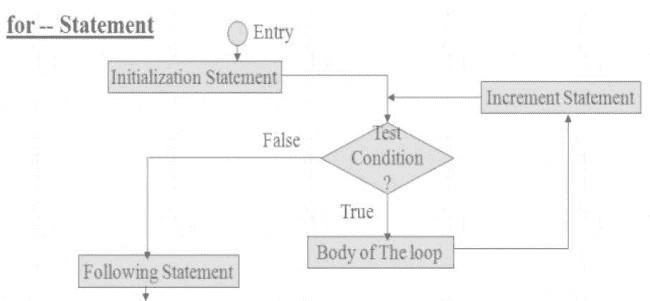 for -- Statement
Entry
Initialization Statement
Increment Statement
False
Test
Condition
?
True
Body of The loop
Following Statement